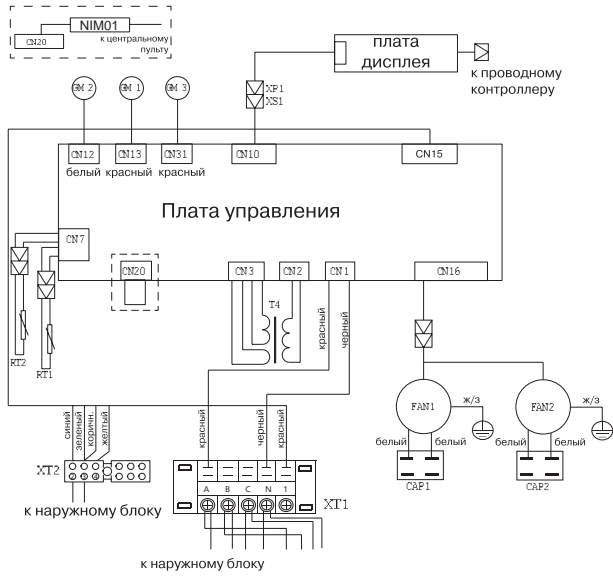 NIM01
CN20
к центральному
пульту
плата
дисплея
к проводному
контроллеру
XP1
XS1
GM 2
GM 1
GM 3
CN12
CN13
CN31
CN10
CN15
белый
красный
красный
Плата управления
CN7
CN20
CN3
CN2
CN1
CN16
T4
красный
черный
RT2
RT1
FAN1
ж/з
FAN2
ж/з
синий
зеленый
коричн.
желтый
красный
черный
красный
белый
белый
белый
белый
XT2
2
3
4
CAP1
CAP2
A
B
C
N
1
XT1
к наружному блоку
к наружному блоку